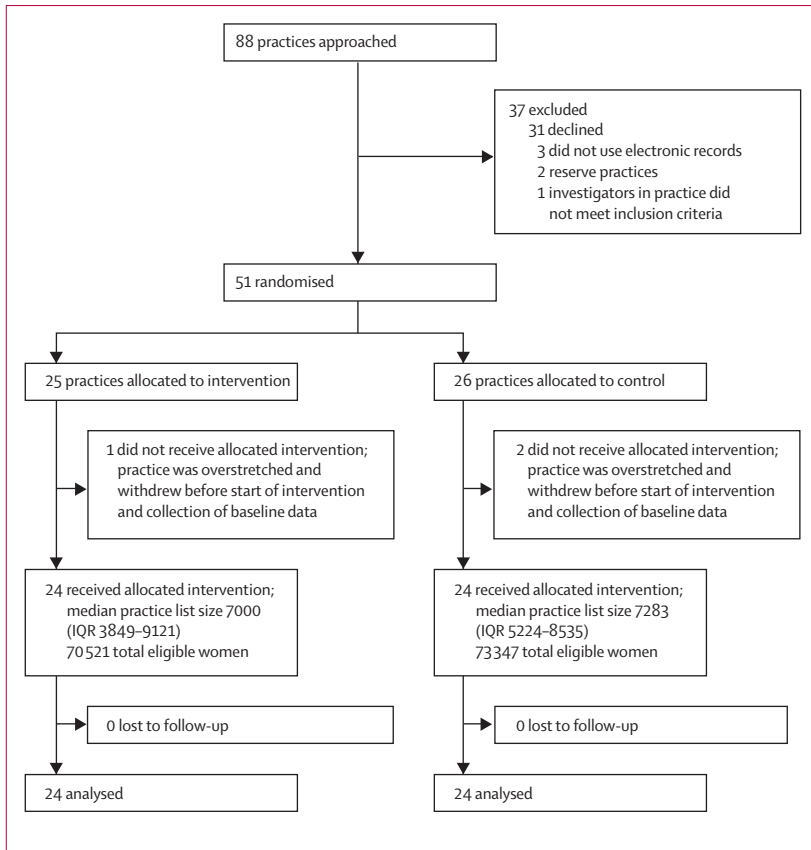 88 practices approached
37 excluded
31 declined
3 did not use electronic records
2 reserve practices
1 investigators in practice did
not meet inclusion criteria
51 randomised
25 practices allocated to intervention
26 practices allocated to control
1 did not receive allocated intervention;
practice was overstretched and
withdrew before start of intervention
and collection of baseline data
2 did not receive allocated intervention;
practice was overstretched and
withdrew before start of intervention
and collection of baseline data
24 received allocated intervention;
median practice list size 7000
(IQR 3849–9121)
70 521 total eligible women
24 received allocated intervention;
median practice list size 7283
(IQR 5224–8535)
73 347 total eligible women
0 lost to follow-up
0 lost to follow-up
24 analysed
24 analysed